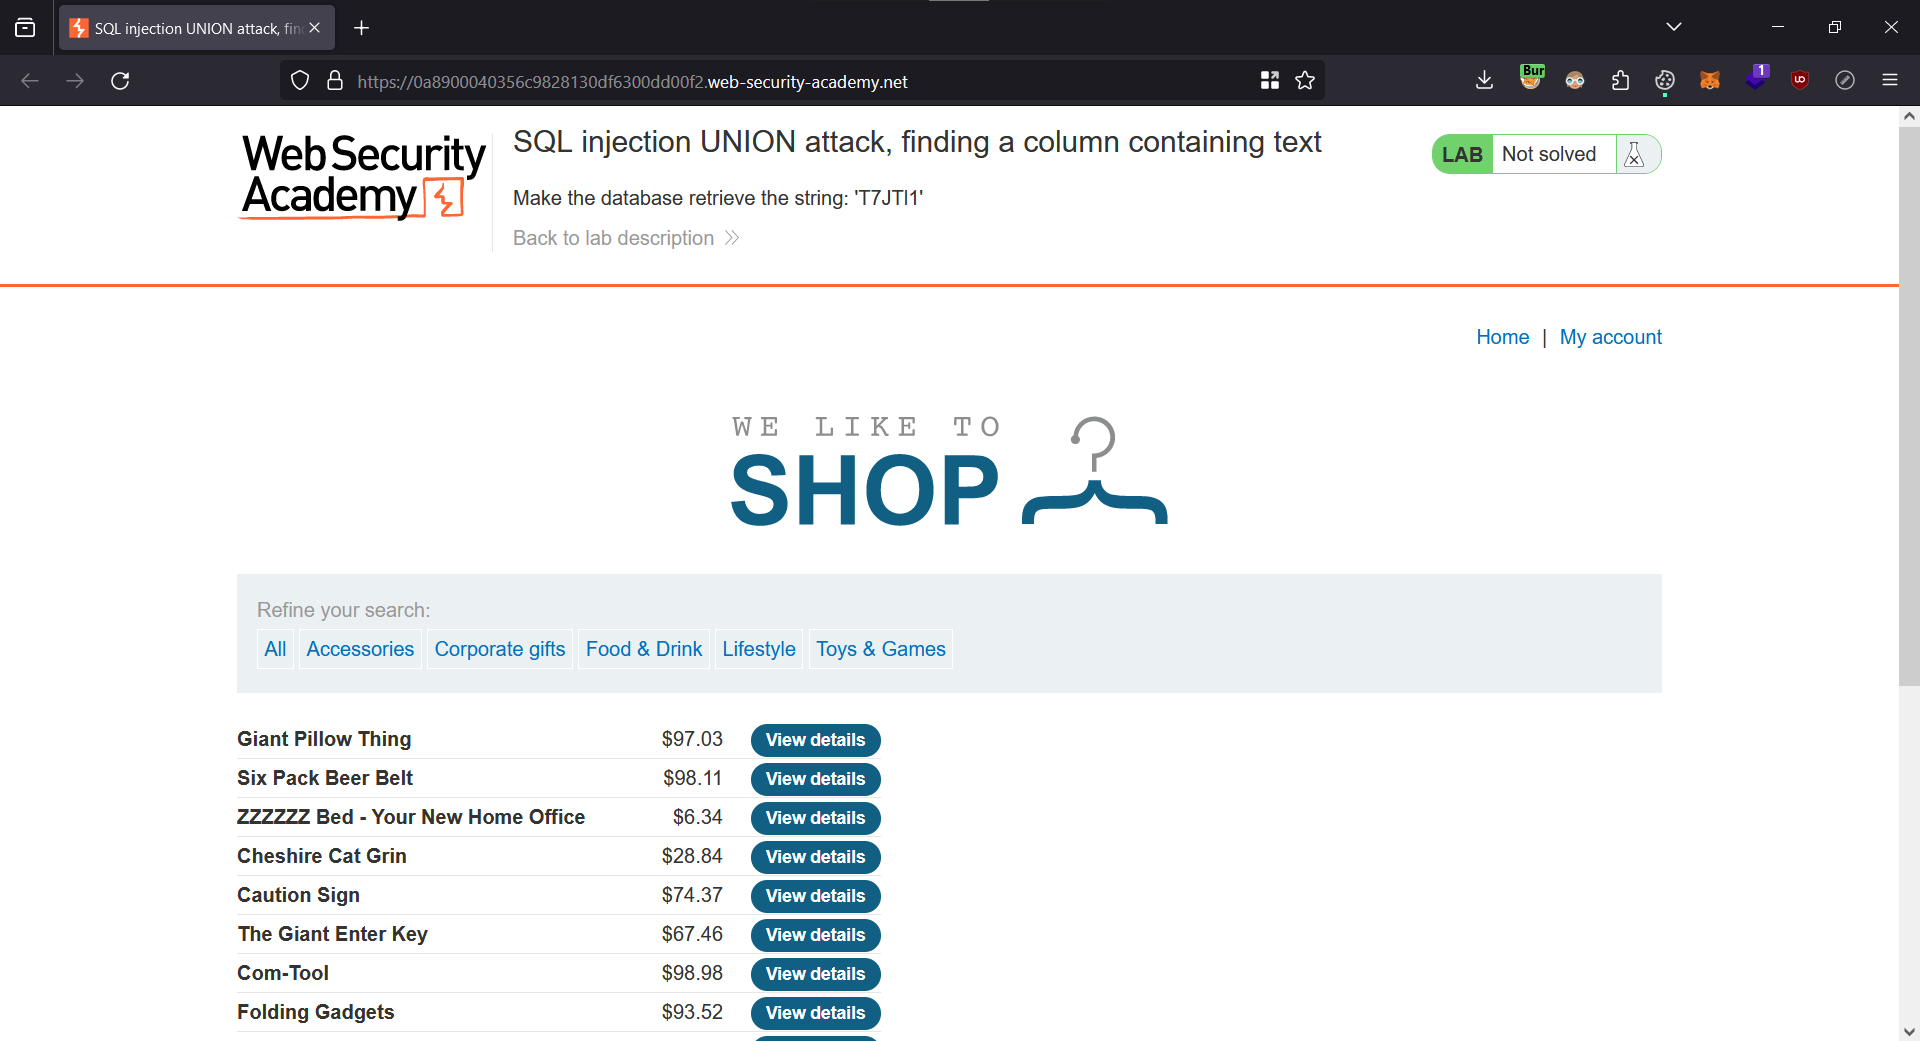 SQL injection UNION attack, fin
https://0a8900040356c9828130df6300dd00f2.web-security-academy.net
Bur
1
Web Security
Academy
SQL injection UNION attack, finding a column containing text
LAB Not solved
Make the database retrieve the string: 'T7JTl1'
Back to lab description
Home | My account
WE LIKE TO
SHOP
Refine your search:
All Accessories Corporate gifts Food & Drink Lifestyle Toys & Games
Giant Pillow Thing $97.03 View details
Six Pack Beer Belt $98.11 View details
ZZZZZZ Bed - Your New Home Office $6.34 View details
Cheshire Cat Grin $28.84 View details
Caution Sign $74.37 View details
The Giant Enter Key $67.46 View details
Com-Tool $98.98 View details
Folding Gadgets $93.52 View details